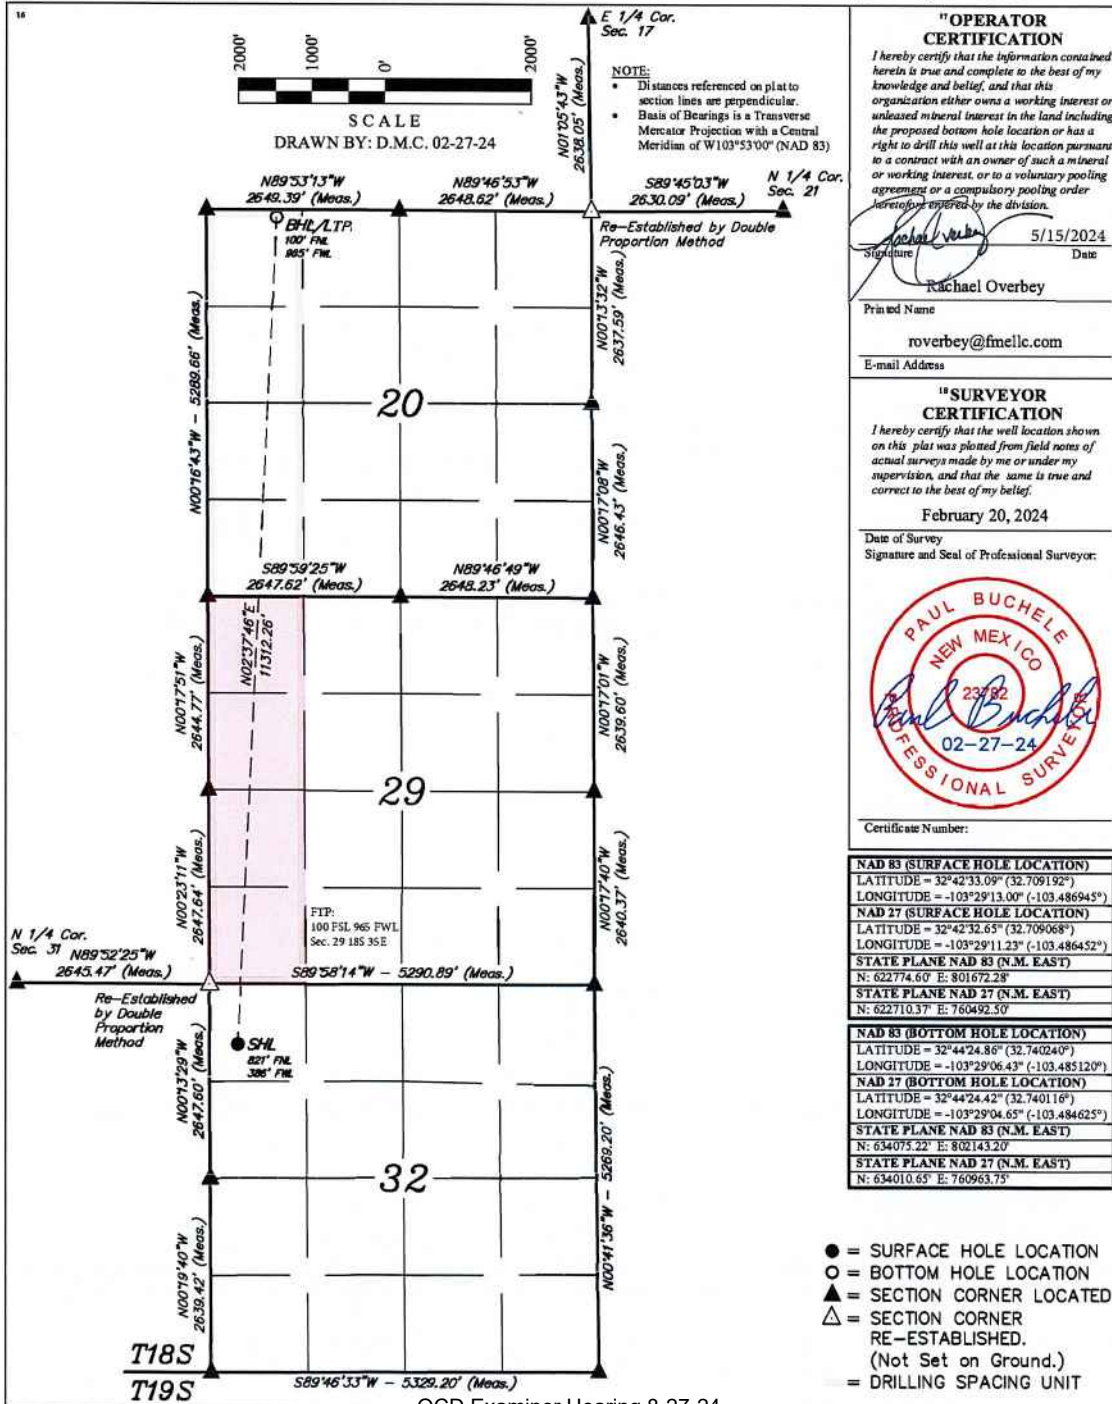 16
2000'
1000'
0'
2000'
SCALE
DRAWN BY: D.M.C. 02-27-24
E 1/4 Cor.
Sec. 17
N01°05'43"W
2638.05' (Meas.)
NOTE:
• Distances referenced on plat to
section lines are perpendicular.
• Basis of Bearings is a Transverse
Mercator Projection with a Central
Meridian of W103°53'00" (NAD 83)
N89°53'13"W
2649.39' (Meas.)
N89°46'53"W
2648.62' (Meas.)
S89°45'03"W
2630.09' (Meas.)
N 1/4 Cor.
Sec. 21
Re-Established by Double
Proportion Method
BHL/LTP.
100' FNL
965' FWL
N00°16'43"W - 5289.66' (Meas.)
N00°13'32"W
2637.59' (Meas.)
20
N00°17'08"W
2646.43' (Meas.)
S89°59'25"W
2647.62' (Meas.)
N89°46'49"W
2648.23' (Meas.)
N02°37'46"E
11312.26'
N00°17'51"W
2644.77' (Meas.)
N00°17'01"W
2639.60' (Meas.)
29
N00°23'11"W
2647.64' (Meas.)
N00°17'40"W
2640.37' (Meas.)
FTP:
100 FSL 965 FWL
Sec. 29 18S 35E
N 1/4 Cor.
Sec. 31
N89°52'25"W
2645.47' (Meas.)
S89°58'14"W - 5290.89' (Meas.)
Re-Established
by Double
Proportion
Method
SHL
821' FNL
386' FWL
N00°13'29"W
2647.60' (Meas.)
32
N00°41'36"W - 5269.20' (Meas.)
N00°19'40"W
2639.42' (Meas.)
T18S
T19S
S89°46'33"W - 5329.20' (Meas.)
17 OPERATOR
CERTIFICATION
I hereby certify that the information contained
herein is true and complete to the best of my
knowledge and belief, and that this
organization either owns a working interest or
unleased mineral interest in the land including
the proposed bottom hole location or has a
right to drill this well at this location pursuant
to a contract with an owner of such a mineral
or working interest, or to a voluntary pooling
agreement or a compulsory pooling order
heretofore entered by the division.
Rachael Overbey
5/15/2024
Signature
Date
Rachael Overbey
Printed Name
roverbey@fmellc.com
E-mail Address
18 SURVEYOR
CERTIFICATION
I hereby certify that the well location shown
on this plat was plotted from field notes of
actual surveys made by me or under my
supervision, and that the same is true and
correct to the best of my belief.
February 20, 2024
Date of Survey
Signature and Seal of Professional Surveyor:
PAUL BUCHELE
NEW MEXICO
23782
Paul Buchele
02-27-24
PROFESSIONAL SURVEYOR
Certificate Number:
NAD 83 (SURFACE HOLE LOCATION)
LATITUDE = 32°42'33.09" (32.709192°)
LONGITUDE = -103°29'13.00" (-103.486945°)
NAD 27 (SURFACE HOLE LOCATION)
LATITUDE = 32°42'32.65" (32.709068°)
LONGITUDE = -103°29'11.23" (-103.486452°)
STATE PLANE NAD 83 (N.M. EAST)
N: 622774.60' E: 801672.28'
STATE PLANE NAD 27 (N.M. EAST)
N: 622710.37' E: 760492.50'
NAD 83 (BOTTOM HOLE LOCATION)
LATITUDE = 32°44'24.86" (32.740240°)
LONGITUDE = -103°29'06.43" (-103.485120°)
NAD 27 (BOTTOM HOLE LOCATION)
LATITUDE = 32°44'24.42" (32.740116°)
LONGITUDE = -103°29'04.65" (-103.484625°)
STATE PLANE NAD 83 (N.M. EAST)
N: 634075.22' E: 802143.20'
STATE PLANE NAD 27 (N.M. EAST)
N: 634010.65' E: 760963.75'
= SURFACE HOLE LOCATION
= BOTTOM HOLE LOCATION
= SECTION CORNER LOCATED
= SECTION CORNER
RE-ESTABLISHED.
(Not Set on Ground.)
= DRILLING SPACING UNIT
OCD Examiner Hearing 8-27-24